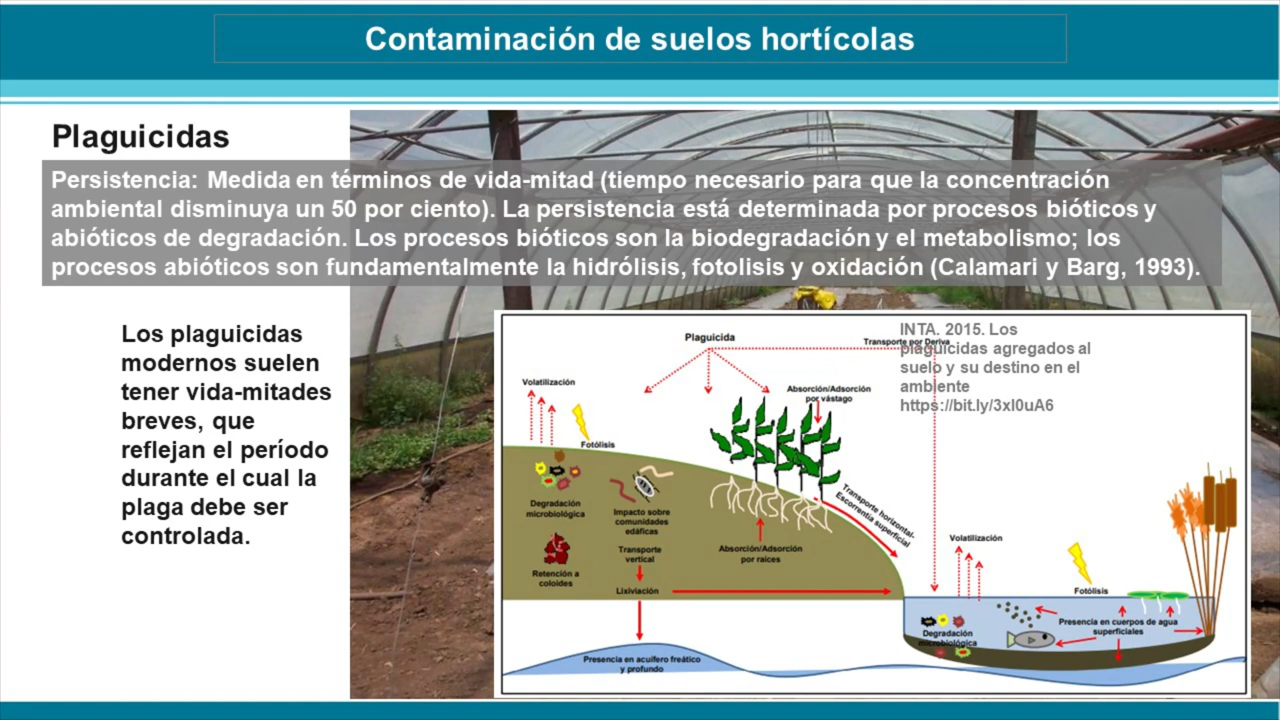 Contaminación de suelos hortícolas
Plaguicidas
Persistencia: Medida en términos de vida-mitad (tiempo necesario para que la concentración
ambiental disminuya un 50 por ciento). La persistencia está determinada por procesos bióticos y
abióticos de degradación. Los procesos bióticos son la biodegradación y el metabolismo; los
procesos abióticos son fundamentalmente la hidrólisis, fotolisis y oxidación (Calamari y Barg, 1993).
Los plaguicidas
modernos suelen
tener vida-mitades
breves, que
reflejan el período
durante el cual la
plaga debe ser
controlada.
INTA. 2015. Los
plaguicidas agregados al
suelo y su destino en el
ambiente
https://bit.ly/3xI0uA6
Plaguicida
Transporte por Deriva
Volatilización
Absorción/Adsorción
por vástago
Fotólisis
Degradación
microbiológica
Impacto sobre
comunidades
edáficas
Transporte horizontal-
Escorrentía superficial
Transporte
vertical
Absorción/Adsorción
por raíces
Retención a
coloides
Lixiviación
Volatilización
Fotólisis
Presencia en cuerpos de agua
superficiales
Degradación
microbiológica
Presencia en acuífero freático
y profundo